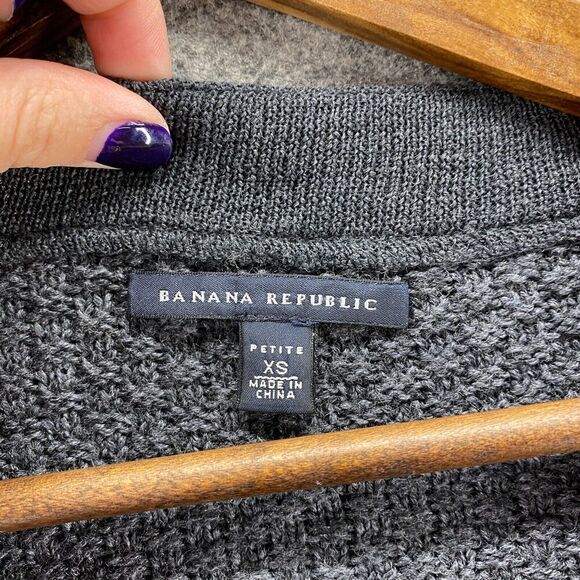 BANANA REPUBLIC
PETITE
XS
MADE IN
CHINA